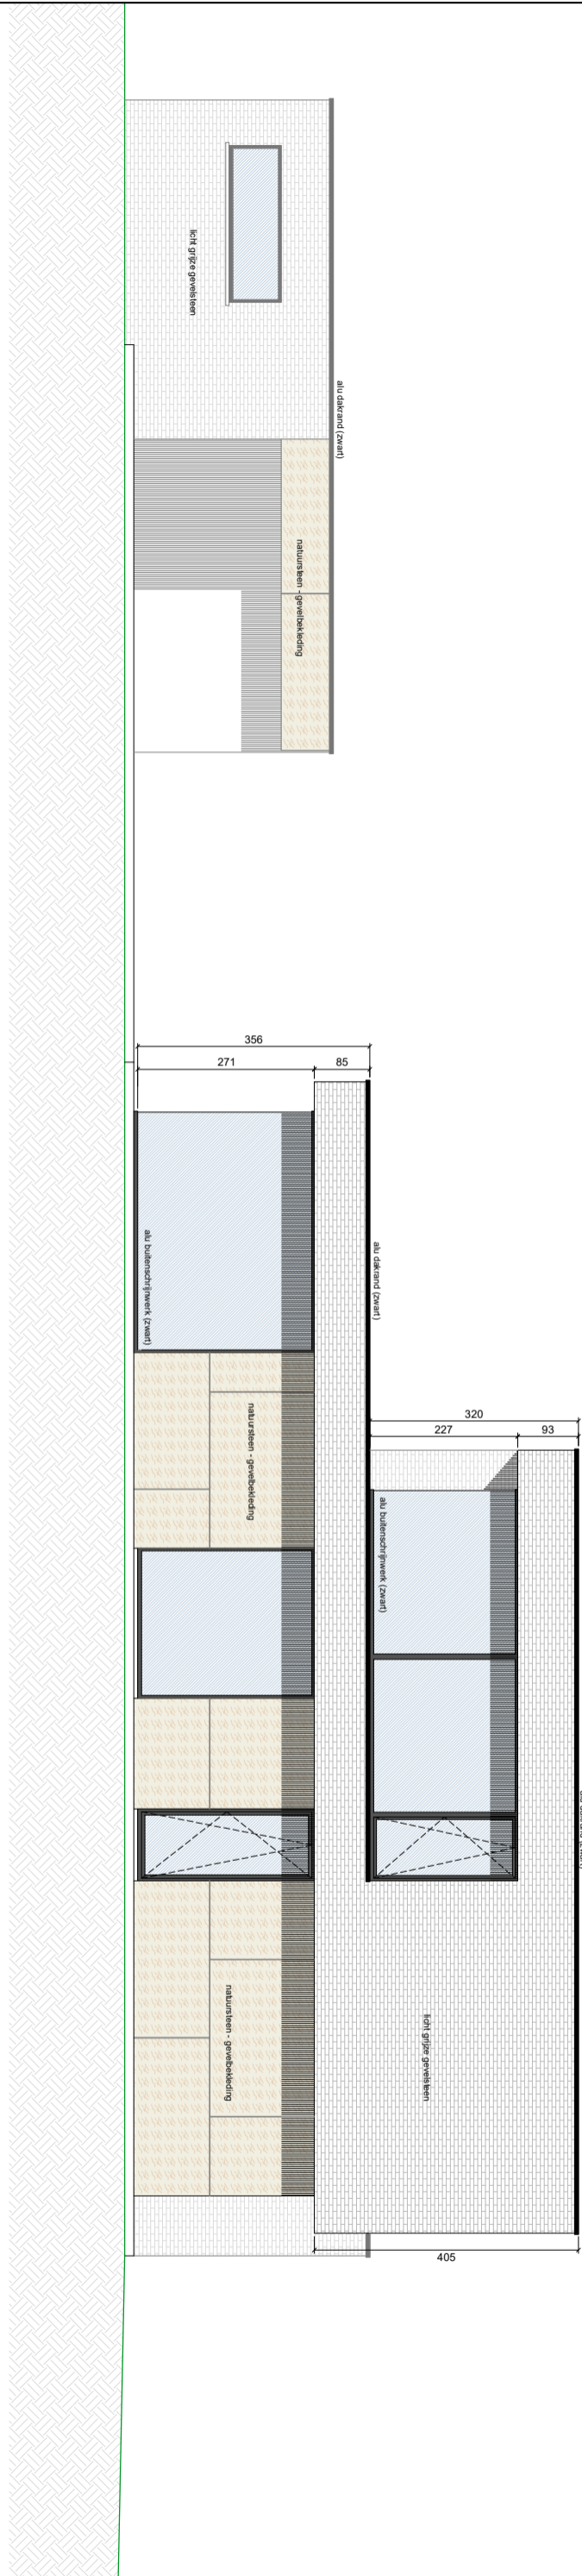 licht grijze gevelsteen
alu dakrand (zwart)
natuursteen - gevelbekleding
356
271
85
alu buitenschrijnwerk (zwart)
alu dakrand (zwart)
natuursteen - gevelbekleding
320
227
93
alu buitenschrijnwerk (zwart)
natuursteen - gevelbekleding
licht grijze gevelsteen
405